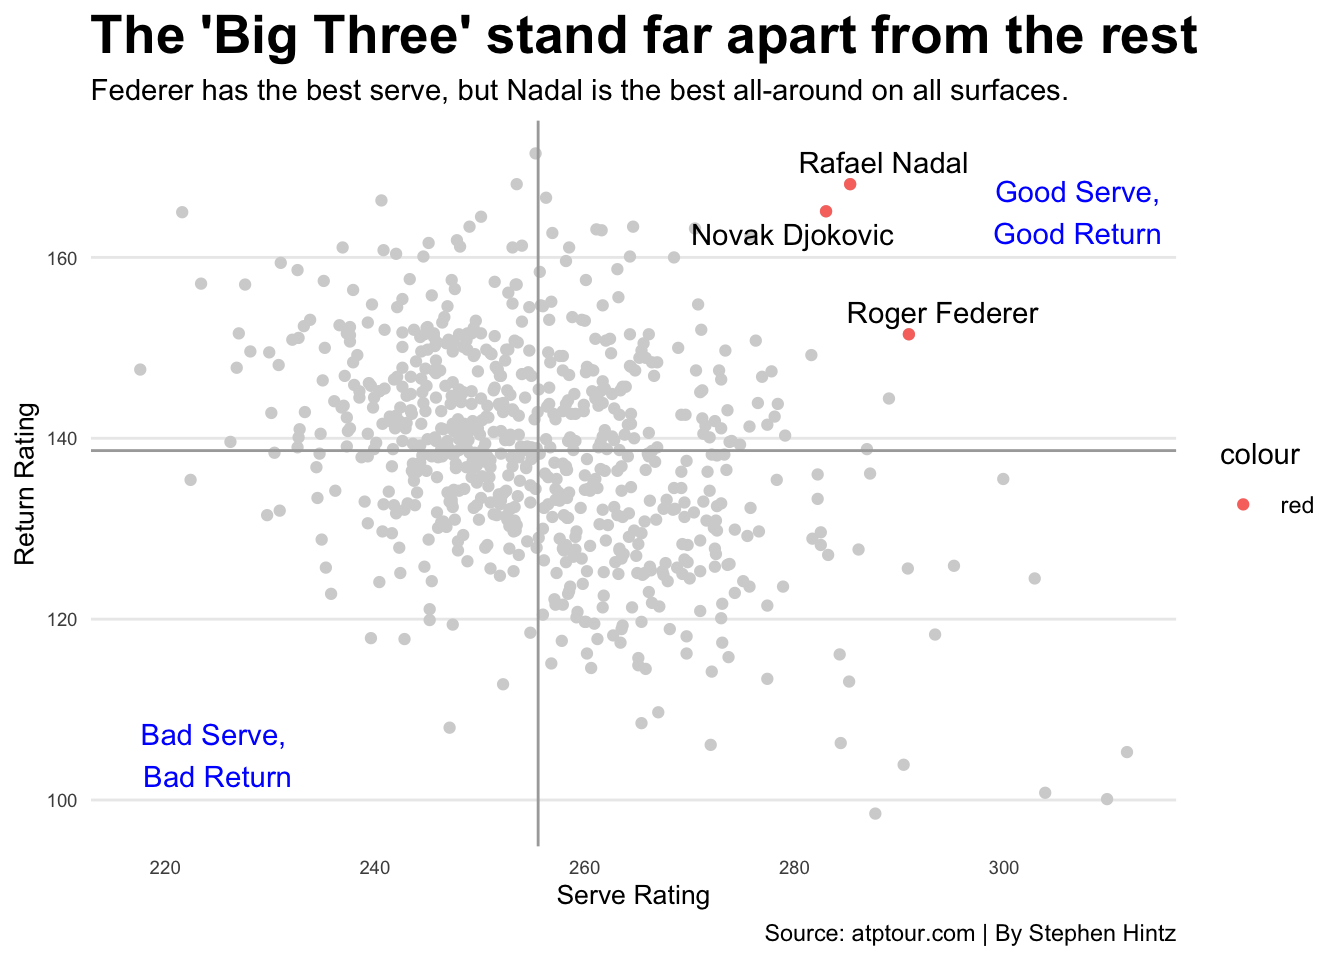 The 'Big Three' stand far apart from the rest
Federer has the best serve, but Nadal is the best all-around on all surfaces.
Rafael Nadal
Good Serve,
Good Return
Novak Djokovic
Roger Federer
160
140
120
100
Return Rating
Bad Serve,
Bad Return
220
240
260
280
300
Serve Rating
colour
red
Source: atptour.com | By Stephen Hintz